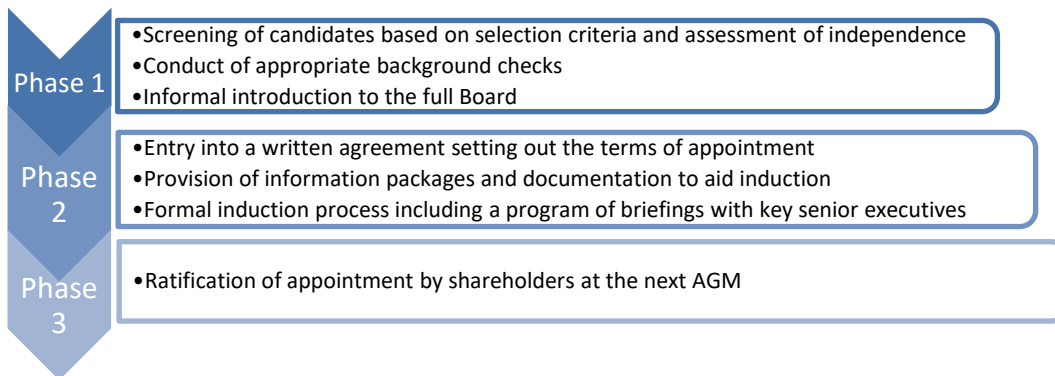 Phase 1
•Screening of candidates based on selection criteria and assessment of independence
•Conduct of appropriate background checks
•Informal introduction to the full Board
Phase
2
•Entry into a written agreement setting out the terms of appointment
•Provision of information packages and documentation to aid induction
•Formal induction process including a program of briefings with key senior executives
Phase
3
•Ratification of appointment by shareholders at the next AGM